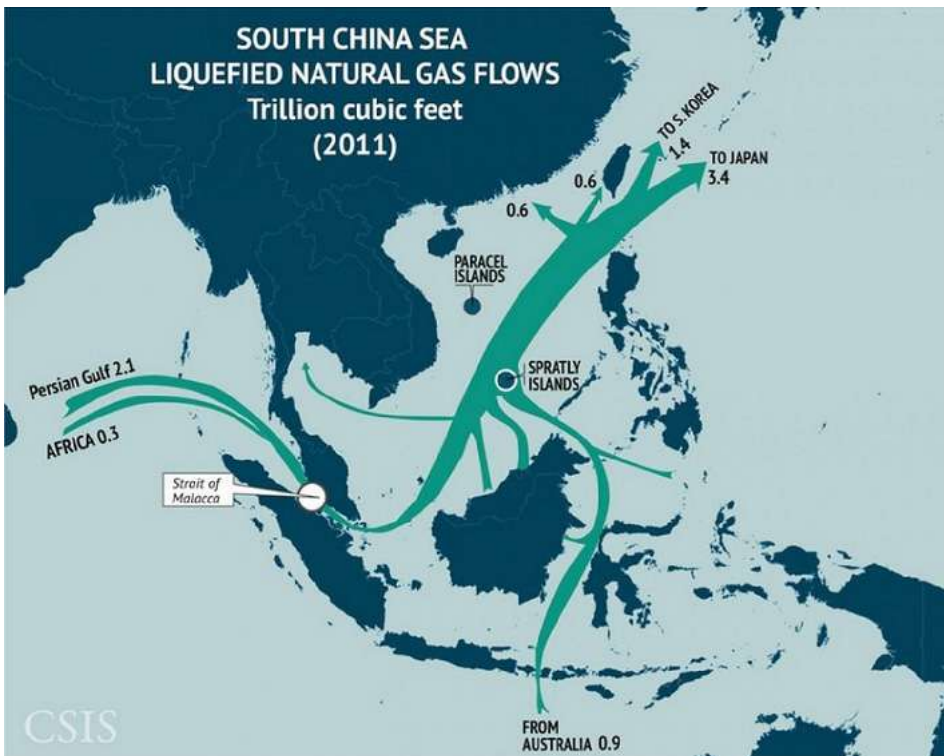 SOUTH CHINA SEA
LIQUEFIED NATURAL GAS FLOWS
Trillion cubic feet
(2011)
TO S. KOREA
1.4
TO JAPAN
3.4
0.6
0.6
PARACEL
ISLANDS
SPRATLY
ISLANDS
Persian Gulf 2.1
AFRICA 0.3
Strait of
Malacca
FROM
AUSTRALIA 0.9
CSIS